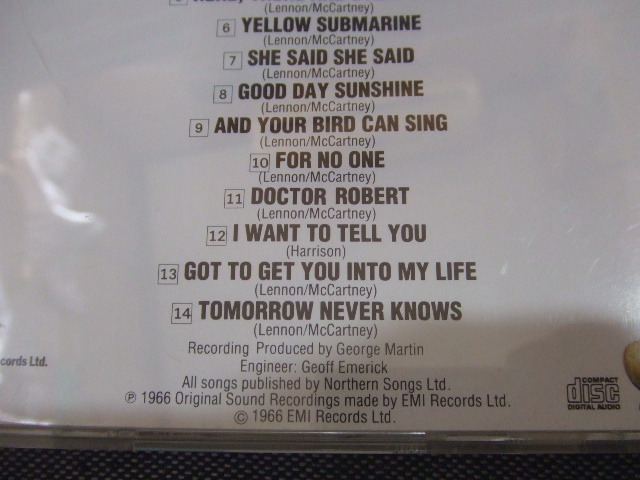 (Lennon/McCartney)
6 YELLOW SUBMARINE
(Lennon/McCartney)
7 SHE SAID SHE SAID
(Lennon/McCartney)
8 GOOD DAY SUNSHINE
(Lennon/McCartney)
9 AND YOUR BIRD CAN SING
(Lennon/McCartney)
10 FOR NO ONE
(Lennon/McCartney)
11 DOCTOR ROBERT
(Lennon/McCartney)
12 I WANT TO TELL YOU
(Harrison)
13 GOT TO GET YOU INTO MY LIFE
(Lennon/McCartney)
14 TOMORROW NEVER KNOWS
(Lennon/McCartney)
Recording Produced by George Martin
Engineer: Geoff Emerick
All songs published by Northern Songs Ltd.
℗ 1966 Original Sound Recordings made by EMI Records Ltd.
© 1966 EMI Records Ltd.
cords Ltd.
COMPACT
disc
DIGITAL AUDIO